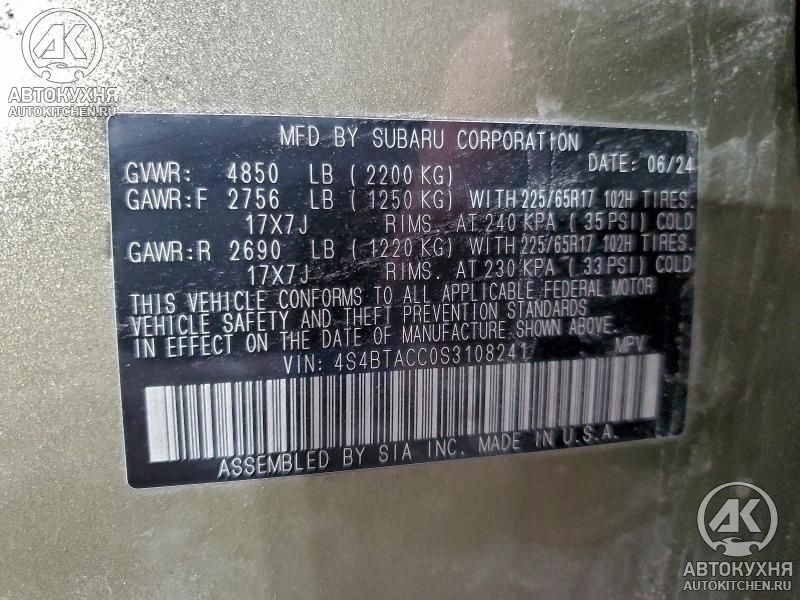 АК
АВТОКУХНЯ
AUTOKITCHEN.RU
MFD BY SUBARU CORPORATION
DATE: 06/24
GVWR: 4850 LB (2200 KG)
GAWR:F 2756 LB (1250 KG) WITH 225/65R17 102H TIRES.
17X7J RIMS. AT 240 KPA (35 PSI) COLD
GAWR:R 2690 LB (1220 KG) WITH 225/65R17 102H TIRES.
17X7J RIMS. AT 230 KPA (33 PSI) COLD
THIS VEHICLE CONFORMS TO ALL APPLICABLE FEDERAL MOTOR
VEHICLE SAFETY AND THEFT PREVENTION STANDARDS
IN EFFECT ON THE DATE OF MANUFACTURE SHOWN ABOVE.
VIN: 4S4BTACC0S3108241 MPV
ASSEMBLED BY SIA INC. MADE IN U.S.A.
АК
АВТОКУХНЯ
AUTOKITCHEN.RU